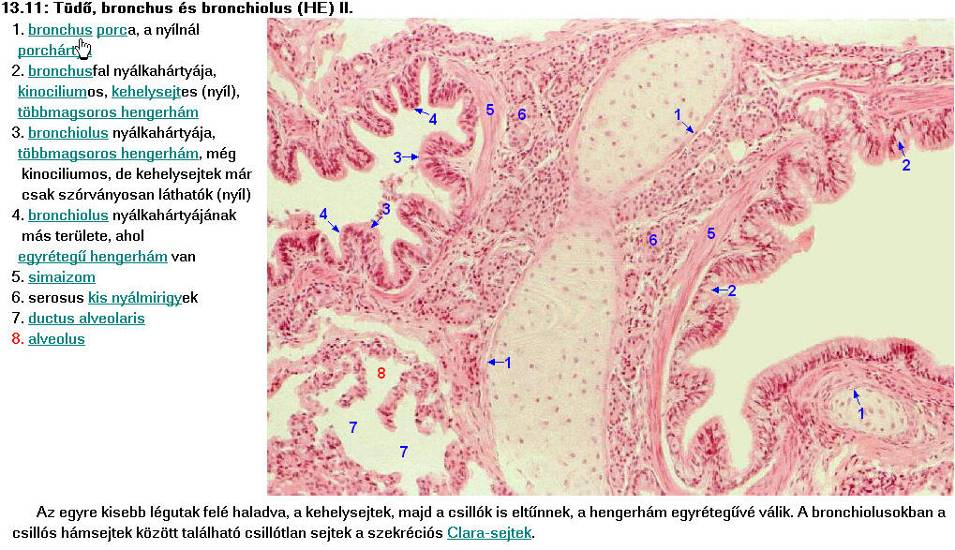 13.11: Tüdő, bronchus és bronchiolus (HE) II.
1. bronchus porca, a nyílnál
porchártya
2. bronchusfal nyálkahártyája,
kinociliumos, kehelysejtes (nyíl),
többmagsoros hengerhám
3. bronchiolus nyálkahártyája,
többmagsoros hengerhám, még
kinociliumos, de kehelysejtek már
csak szórványosan láthatók (nyíl)
4. bronchiolus nyálkahártyájának
más területe, ahol
egyrétegű hengerhám van
5. simaizom
6. serosus kis nyálmirigyek
7. ductus alveolaris
8. alveolus
4
5
6
1
3
2
4
3
6
5
2
1
8
7
7
1
Az egyre kisebb légutak felé haladva, a kehelysejtek, majd a csillók is eltűnnek, a hengerhám egyrétegűvé válik. A bronchiolusokban a
csillós hámsejtek között található csillótlan sejtek a szekréciós Clara-sejtek.